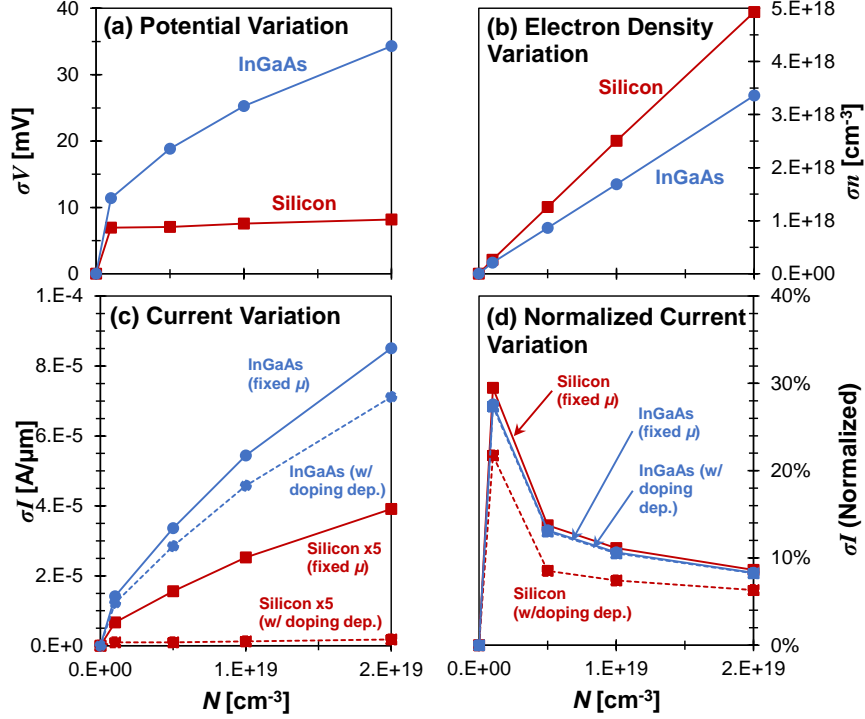 (a) Potential Variation
40
30
20
10
0
σV [mV]
InGaAs
Silicon
(b) Electron Density
Variation
5.E+18
4.E+18
3.E+18
2.E+18
1.E+18
0.E+00
σn [cm-3]
Silicon
InGaAs
(c) Current Variation
1.E-4
8.E-5
6.E-5
4.E-5
2.E-5
0.E+00
σI [A/μm]
InGaAs
(fixed μ)
InGaAs (w/
doping dep.)
Silicon x5
(fixed μ)
Silicon x5
(w/ doping dep.)
0.E+00
1.E+19
2.E+19
N [cm-3]
(d) Normalized Current
Variation
40%
30%
20%
10%
0%
σI (Normalized)
Silicon
(fixed μ)
InGaAs
(fixed μ)
InGaAs (w/
doping
dep.)
Silicon
(w/doping dep.)
0.E+00
1.E+19
2.E+19
N [cm-3]